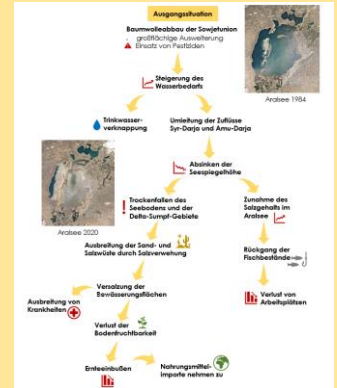 Ausgangssituation
Baumwolleabbau der Sowjetunion
. großflächige Ausweiterung
Einsatz von Pestiziden
Aralsee 1984
Steigerung des
Wasserbedarfs
Trinkwasser-
verknappung
Umleitung der Zuflüsse
Syr-Darja und Amu-Darja
Absinken der
Seespiegelhöhe
Aralsee 2020
Trockenfallen des
Seebodens und der
Delta-Sumpf-Gebiete
Zunahme des
Salzgehalts im
Aralsee
Ausbreitung der Sand- und
Salzwüste durch Salzverwehung
Rückgang der
Fischbestände
Versalzung der
Bewässerungsflächen
Verlust von
Arbeitsplätzen
Ausbreitung von
Krankheiten
Verlust der
Bodenfruchtbarkeit
Ernteeinbußen
Nahrungsmittel-
importe nehmen zu